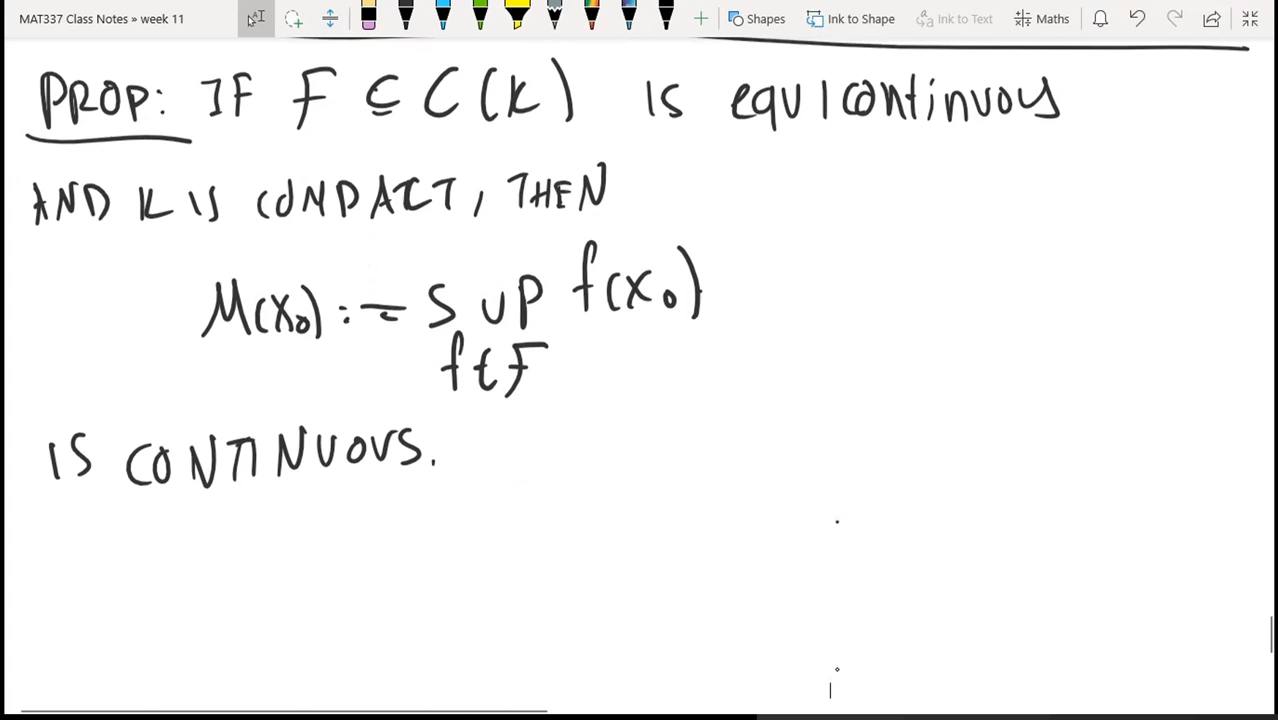 MAT337 Class Notes » week 11
Shapes
Ink to Shape
Ink to Text
Maths
PROP: IF F ⊆ C(K) IS equicontinuous
AND K IS COMPACT, THEN
M(x₀) := SUP f(x₀)
f∈F
IS CONTINUOUS.